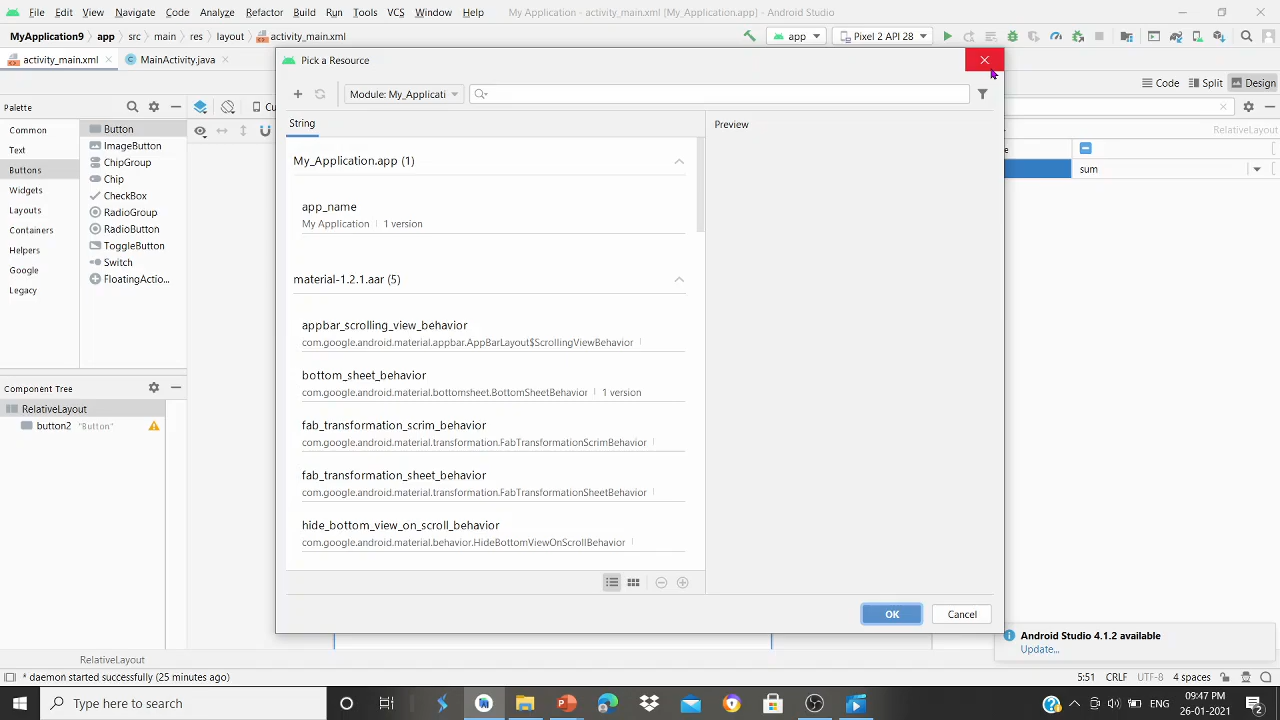 File Edit View Navigate Code Analyze Refactor Build Run Tools VCS Window Help My Application - activity_main.xml [My_Application.app] - Android Studio
MyApplication9 app src main res layout activity_main.xml app Pixel 2 API 28
activity_main.xml MainActivity.java
Pick a Resource
Code Split Design
Palette
Module: My_Applicati
Common
Text
Buttons
Widgets
Layouts
Containers
Helpers
Google
Legacy
Button
ImageButton
ChipGroup
Chip
CheckBox
RadioGroup
RadioButton
ToggleButton
Switch
FloatingActio...
String
My_Application.app (1)
app_name
My Application 1 version
material-1.2.1.aar (5)
appbar_scrolling_view_behavior
com.google.android.material.appbar.AppBarLayout$ScrollingViewBehavior
bottom_sheet_behavior
com.google.android.material.bottomsheet.BottomSheetBehavior 1 version
fab_transformation_scrim_behavior
com.google.android.material.transformation.FabTransformationScrimBehavior
fab_transformation_sheet_behavior
com.google.android.material.transformation.FabTransformationSheetBehavior
hide_bottom_view_on_scroll_behavior
com.google.android.material.behavior.HideBottomViewOnScrollBehavior
Preview
OK Cancel
RelativeLayout
sum
Component Tree
RelativeLayout
button2 "Button"
RelativeLayout
Android Studio 4.1.2 available
Update...
* daemon started successfully (25 minutes ago)
5:51 CRLF UTF-8 4 spaces
Type here to search
ENG
09:47 PM
26-01-2021